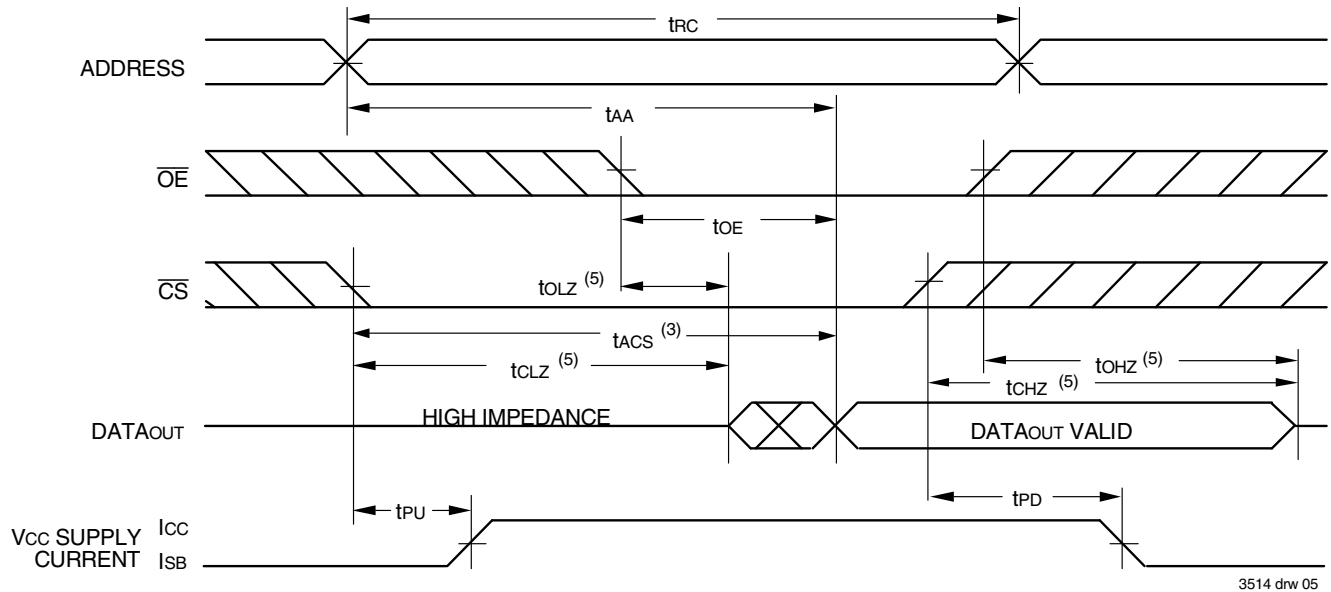 tRC
ADDRESS
tAA
OE
tOE
CS
tOLZ (5)
tACS (3)
tCLZ (5)
tOHZ (5)
tCHZ (5)
HIGH IMPEDANCE
DATAOUT
DATAOUT VALID
tPU
tPD
VCC SUPPLY CURRENT
ICC
ISB
3514 drw 05